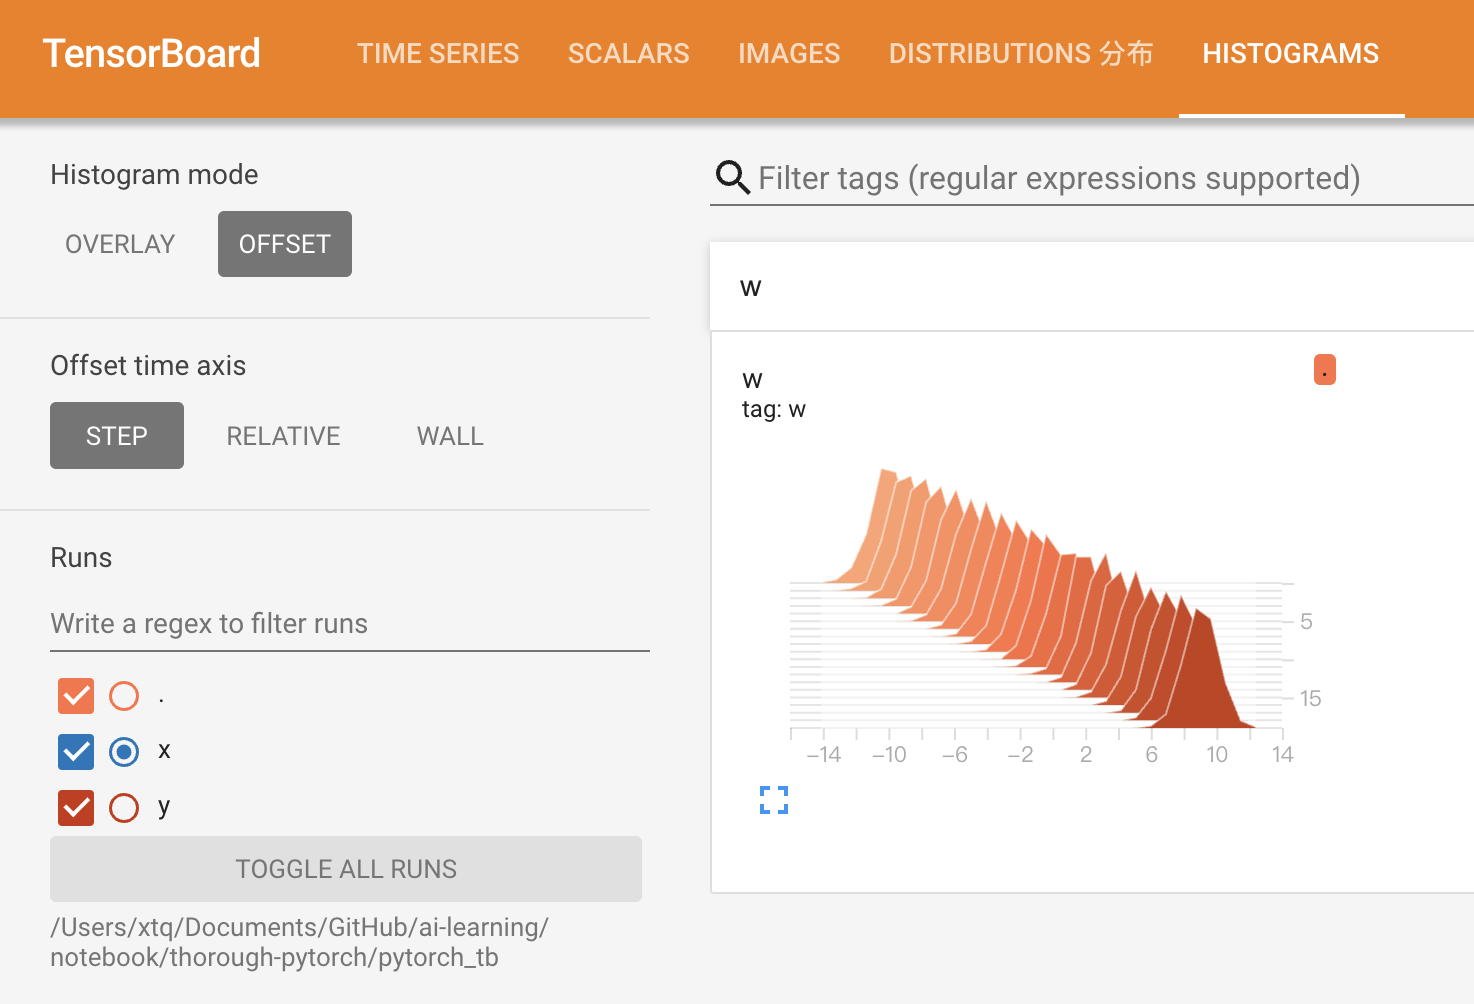 TensorBoard TIME SERIES SCALARS IMAGES DISTRIBUTIONS 分布 HISTOGRAMS
Histogram mode
OVERLAY OFFSET
Offset time axis
STEP RELATIVE WALL
Runs
Write a regex to filter runs
.
x
y
TOGGLE ALL RUNS
/Users/xtq/Documents/GitHub/ai-learning/
notebook/thorough-pytorch/pytorch_tb
Filter tags (regular expressions supported)
w
w
.
tag: w
5
15
−14 −10 −6 −2 2 6 10 14